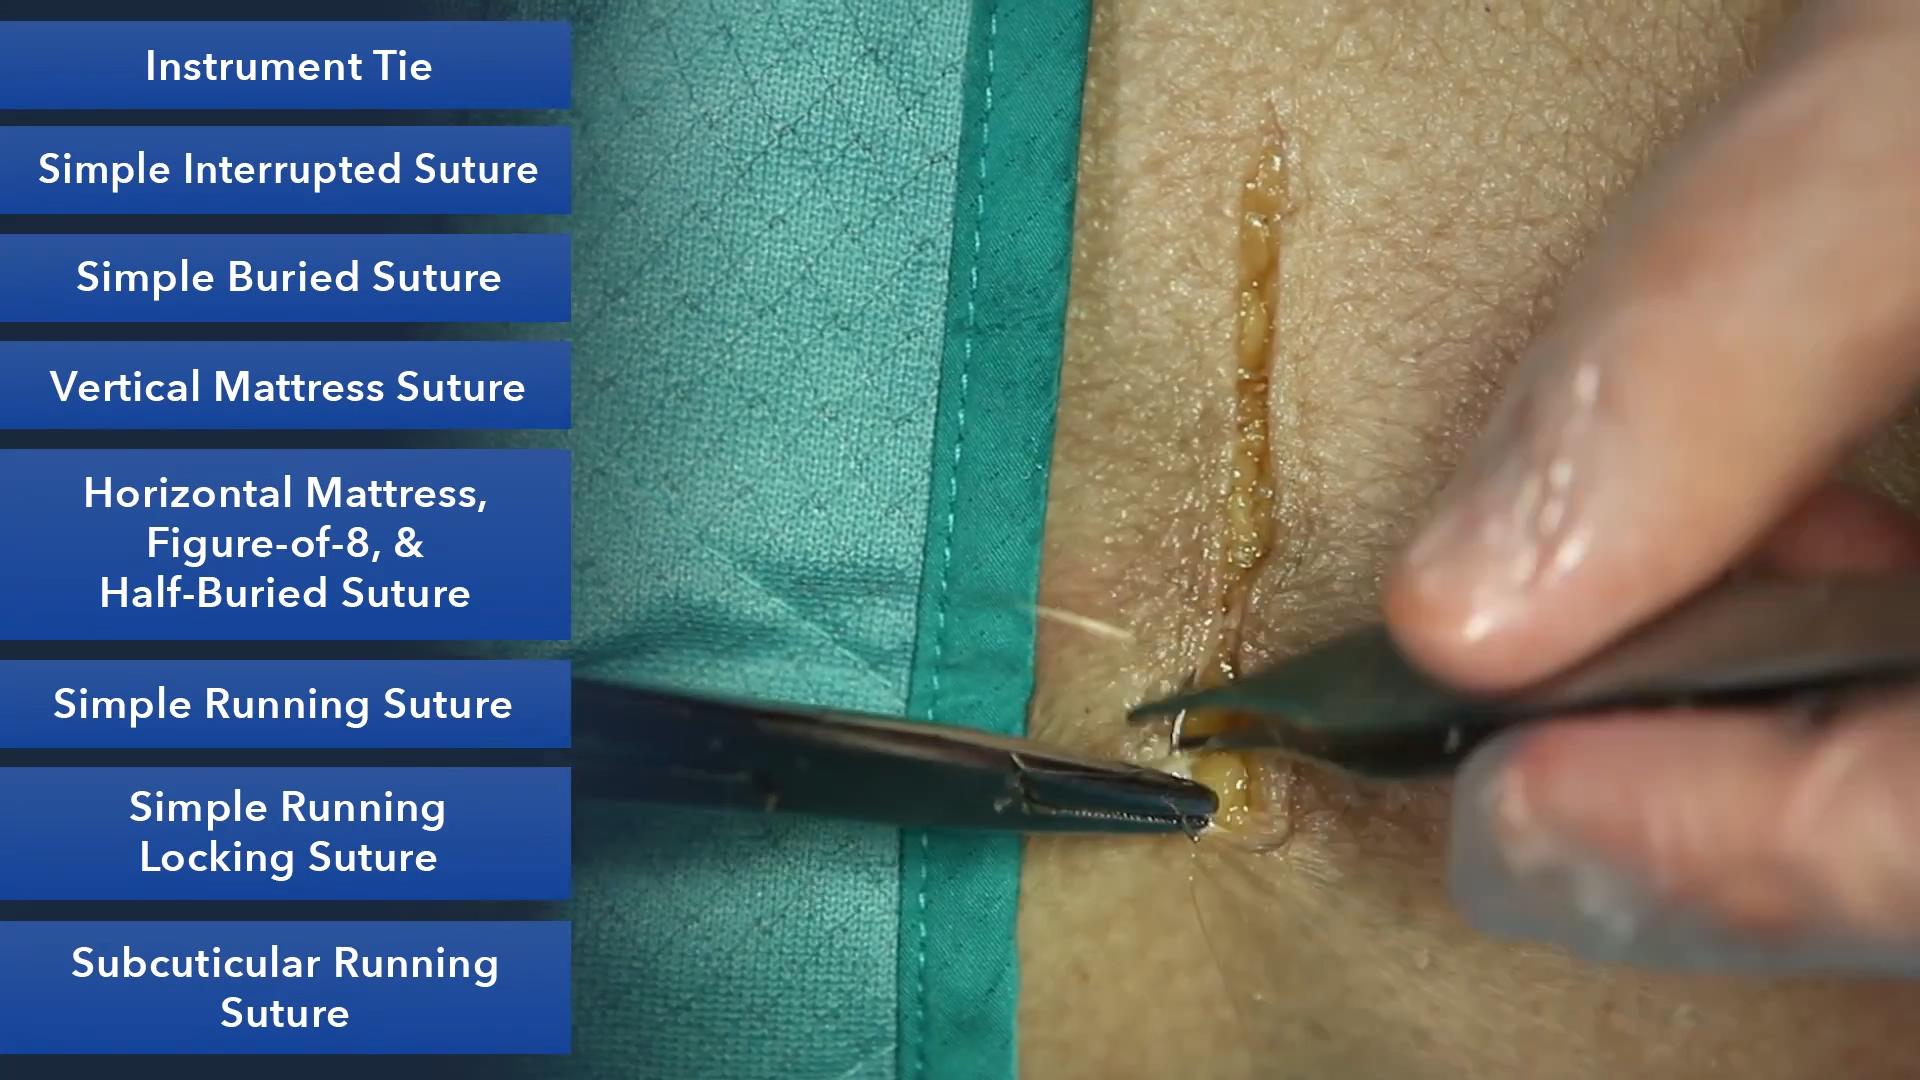 Instrument Tie
Simple Interrupted Suture
Simple Buried Suture
Vertical Mattress Suture
Horizontal Mattress,
Figure-of-8, &
Half-Buried Suture
Simple Running Suture
Simple Running
Locking Suture
Subcuticular Running
Suture